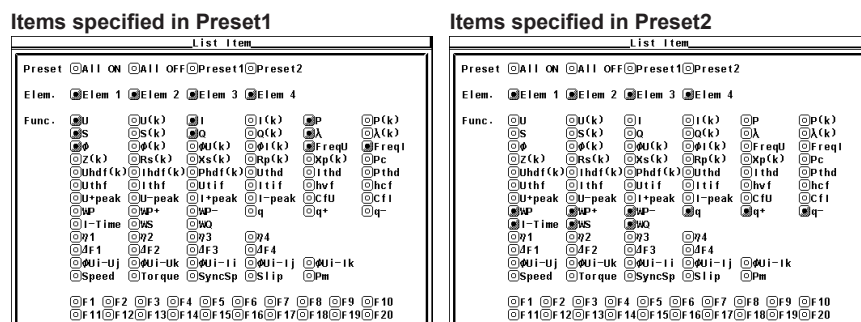 Items specified in Preset1
List Item
Preset All ON All OFF Preset1 Preset2
Elem. Elem 1 Elem 2 Elem 3 Elem 4
Func. U U(k) I I(k) P P(k)
S S(k) Q Q(k) λ λ(k)
ϕ ϕ(k) ϕU(k) ϕI(k) FreqU FreqI
Z(k) Rs(k) Xs(k) Rp(k) Xp(k) Pc
Uhdf(k) Ihdf(k) Phdf(k) Uthd Ithd Pthd
Uthf Ithf Utif Itif hvf hcf
U+peak U-peak I+peak I-peak CfU CfI
WP WP+ WP- q q+ q-
I-Time WS WQ
η1 η2 η3 η4
ΔF1 ΔF2 ΔF3 ΔF4
ϕUi-Uj ϕUi-Uk ϕUi-Ii ϕUi-Ij ϕUi-Ik
Speed Torque SyncSp Slip Pm
F1 F2 F3 F4 F5 F6 F7 F8 F9 F10
F11 F12 F13 F14 F15 F16 F17 F18 F19 F20
Items specified in Preset2
List Item
Preset All ON All OFF Preset1 Preset2
Elem. Elem 1 Elem 2 Elem 3 Elem 4
Func. U U(k) I I(k) P P(k)
S S(k) Q Q(k) λ λ(k)
ϕ ϕ(k) ϕU(k) ϕI(k) FreqU FreqI
Z(k) Rs(k) Xs(k) Rp(k) Xp(k) Pc
Uhdf(k) Ihdf(k) Phdf(k) Uthd Ithd Pthd
Uthf Ithf Utif Itif hvf hcf
U+peak U-peak I+peak I-peak CfU CfI
WP WP+ WP- q q+ q-
I-Time WS WQ
η1 η2 η3 η4
ΔF1 ΔF2 ΔF3 ΔF4
ϕUi-Uj ϕUi-Uk ϕUi-Ii ϕUi-Ij ϕUi-Ik
Speed Torque SyncSp Slip Pm
F1 F2 F3 F4 F5 F6 F7 F8 F9 F10
F11 F12 F13 F14 F15 F16 F17 F18 F19 F20